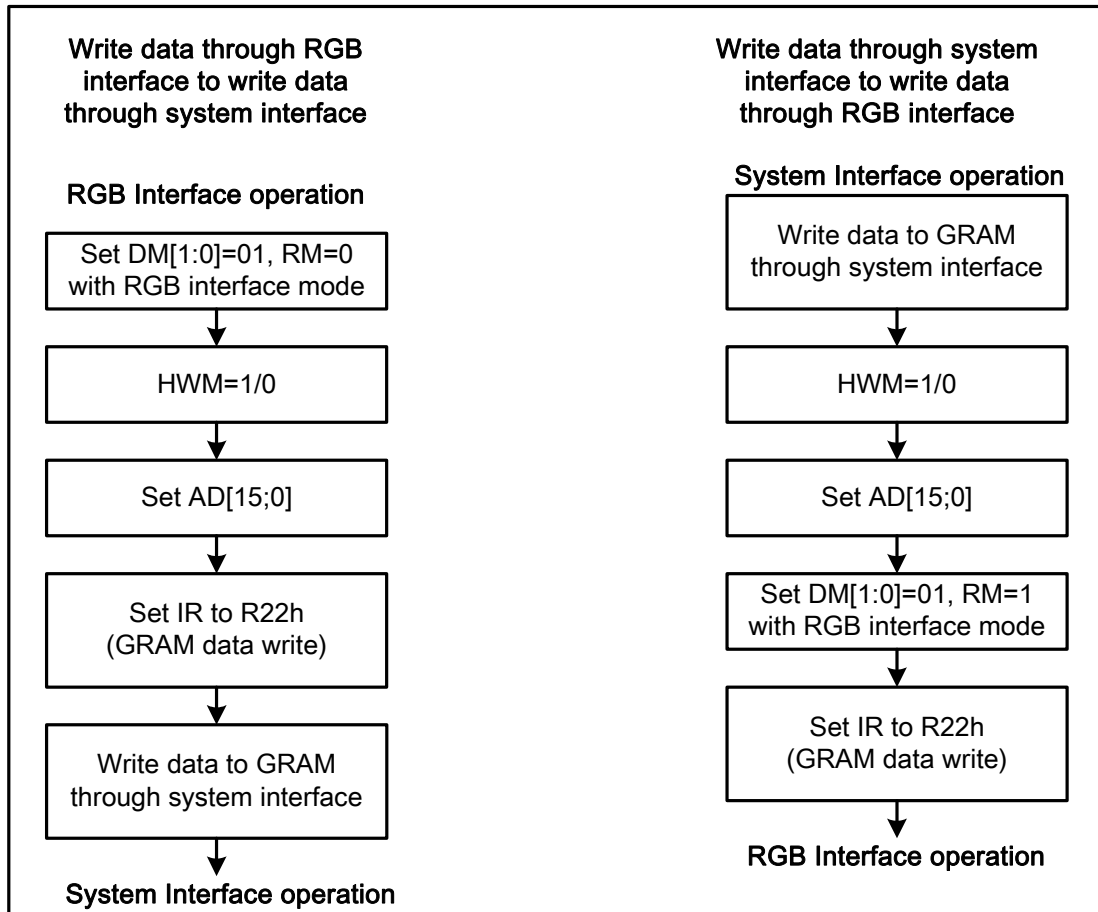 Write data through RGB
interface to write data
through system interface
RGB Interface operation
Set DM[1:0]=01, RM=0
with RGB interface mode
HWM=1/0
Set AD[15;0]
Set IR to R22h
(GRAM data write)
Write data to GRAM
through system interface
System Interface operation
Write data through system
interface to write data
through RGB interface
System Interface operation
Write data to GRAM
through system interface
HWM=1/0
Set AD[15;0]
Set DM[1:0]=01, RM=1
with RGB interface mode
Set IR to R22h
(GRAM data write)
RGB Interface operation